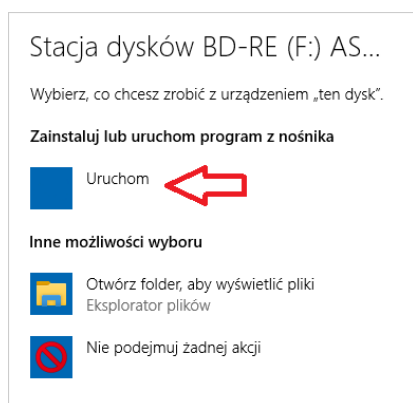 Stacja dysków BD-RE (F:) AS...
Wybierz, co chcesz zrobić z urządzeniem „ten dysk”.
Zainstaluj lub uruchom program z nośnika
Uruchom
Inne możliwości wyboru
Otwórz folder, aby wyświetlić pliki
Eksplorator plików
Nie podejmuj żadnej akcji